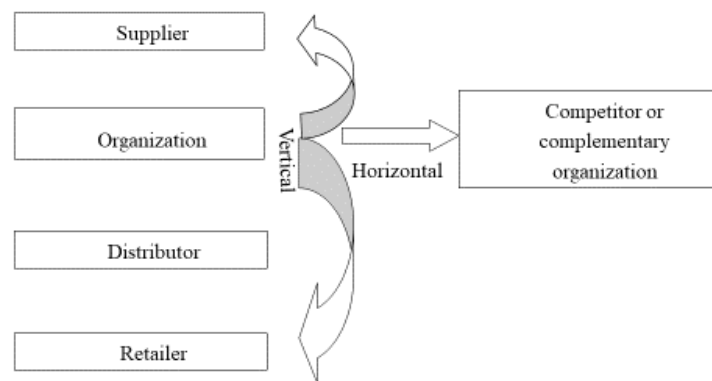 Supplier
Organization
Vertical
Horizontal
Competitor or
complementary
organization
Distributor
Retailer